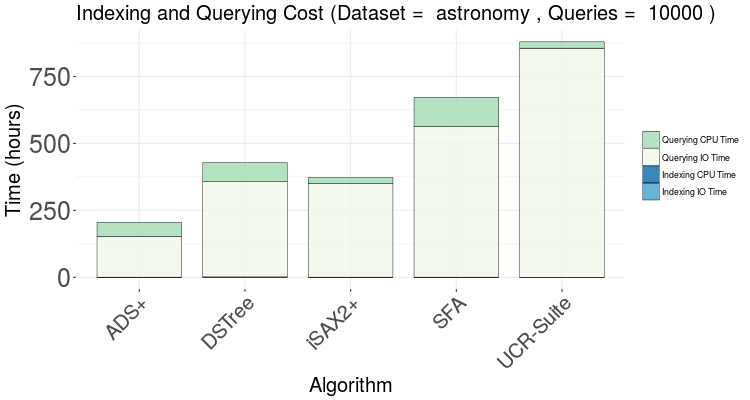 Indexing and Querying Cost (Dataset =  astronomy , Queries =  10000 )
Time (hours)
750
500
250
0
ADS+
DSTree
iSAX2+
SFA
UCR-Suite
Algorithm
Querying CPU Time
Querying IO Time
Indexing CPU Time
Indexing IO Time